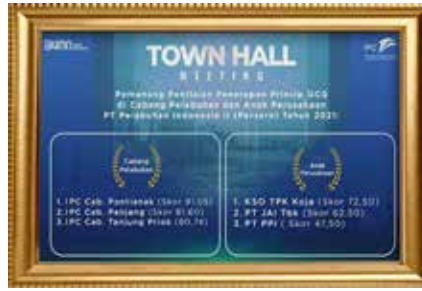 BUMN
IPC
TOWN HALL
MEETING
Pemenang Penilaian Penerapan Prinsip GCG
di Cabang Pelabuhan dan Anak Perusahaan
PT Pelabuhan Indonesia II (Persero) Tahun 2021
Cabang
Pelabuhan
1. IPC Cab. Pontianak (Skor 91,05)
2. IPC Cab. Panjang (Skor 81.60)
3. IPC Cab. Tanjung Priok (80,76)
Anak
Perusahaan
1. KSO TPK Koja (Skor 72,50)
2. PT JAI Tbk (Skor 62,50)
3. PT PPI ( Skor 47,50)